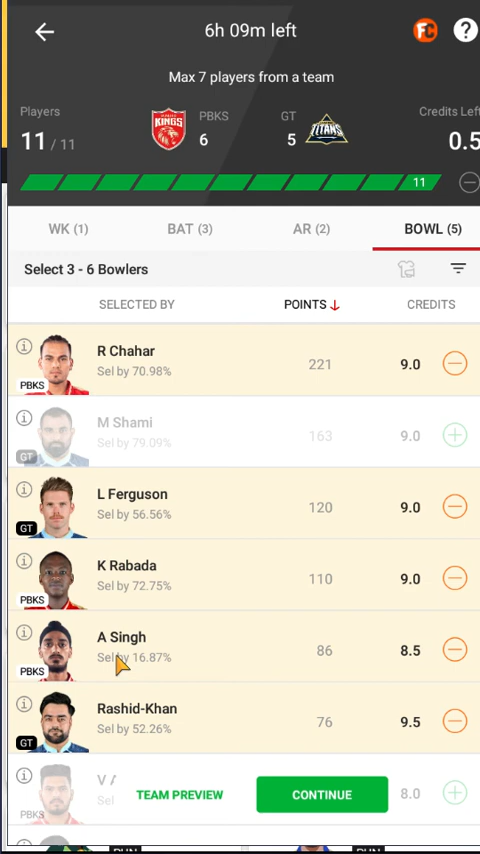 6h 09m left
FC
?
Max 7 players from a team
Players
11 / 11
KINGS
PBKS
6
GT
5
TITANS
Credits Left
0.5
11
WK (1)
BAT (3)
AR (2)
BOWL (5)
Select 3 - 6 Bowlers
SELECTED BY
POINTS ↓
CREDITS
R Chahar
Sel by 70.98%
PBKS
221
9.0
M Shami
Sel by 79.09%
GT
163
9.0
L Ferguson
Sel by 56.56%
GT
120
9.0
K Rabada
Sel by 72.75%
PBKS
110
9.0
A Singh
Sel by 16.87%
PBKS
86
8.5
Rashid-Khan
Sel by 52.26%
GT
76
9.5
V
Sel
PBKS
8.0
TEAM PREVIEW
CONTINUE